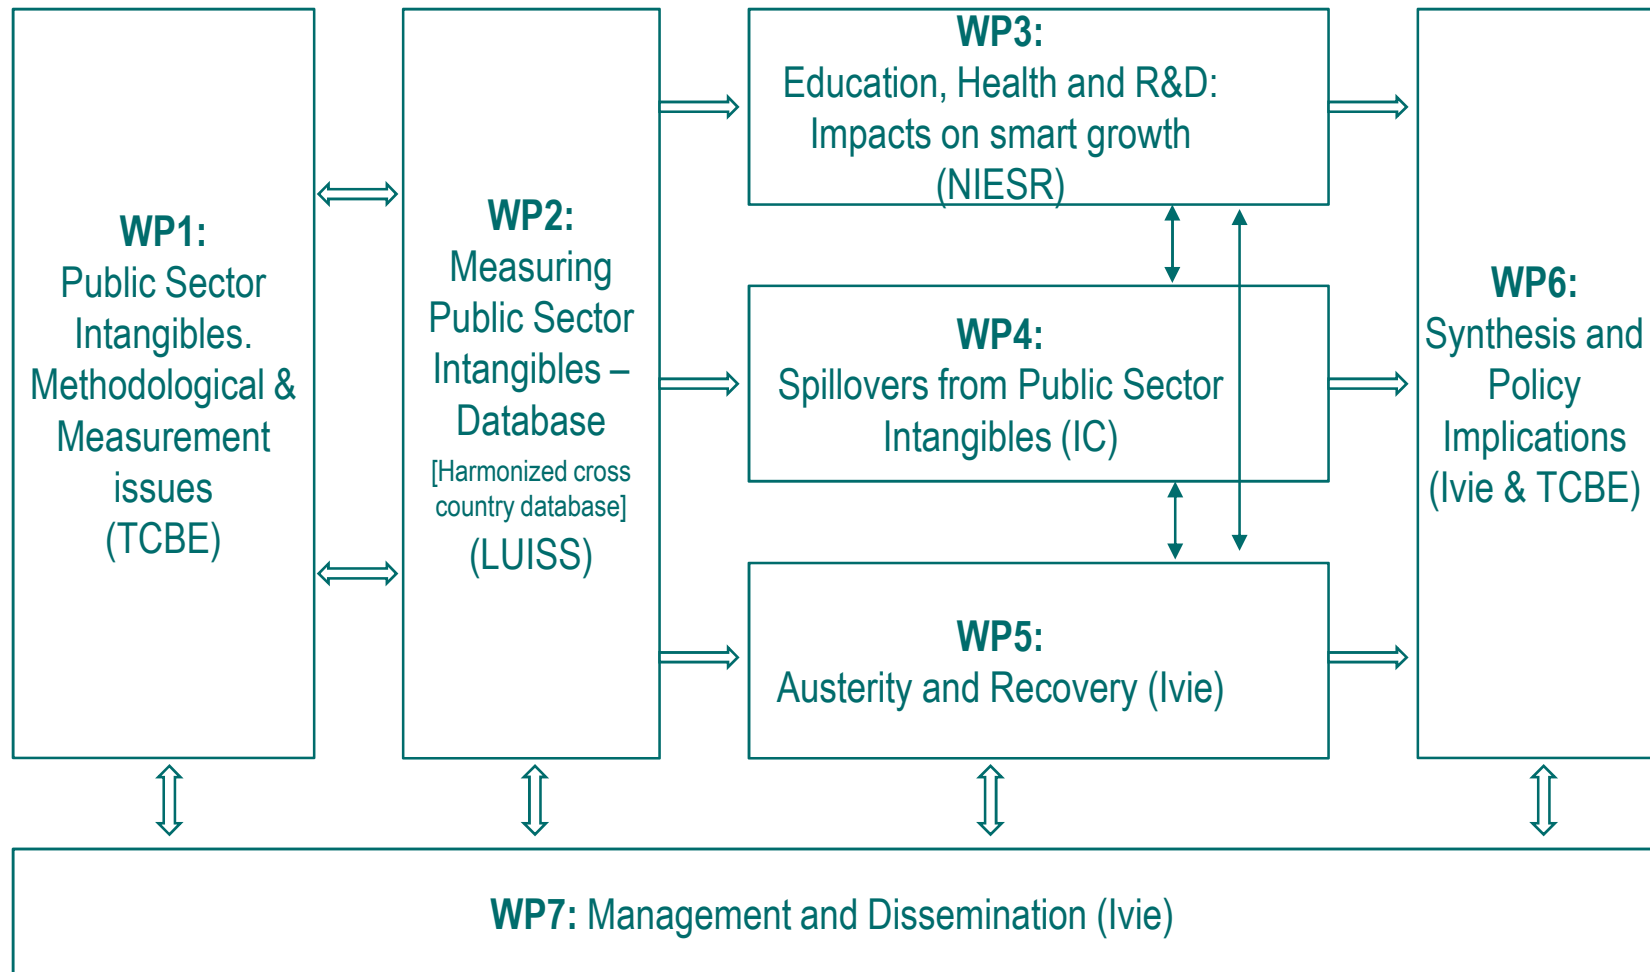 WP1:
Public Sector
Intangibles.
Methodological &
Measurement
issues
(TCBE)
WP2:
Measuring
Public Sector
Intangibles –
Database
[Harmonized cross
country database]
(LUISS)
WP3:
Education, Health and R&D:
Impacts on smart growth
(NIESR)
WP4:
Spillovers from Public Sector
Intangibles (IC)
WP5:
Austerity and Recovery (Ivie)
WP6:
Synthesis and
Policy
Implications
(Ivie & TCBE)
WP7: Management and Dissemination (Ivie)